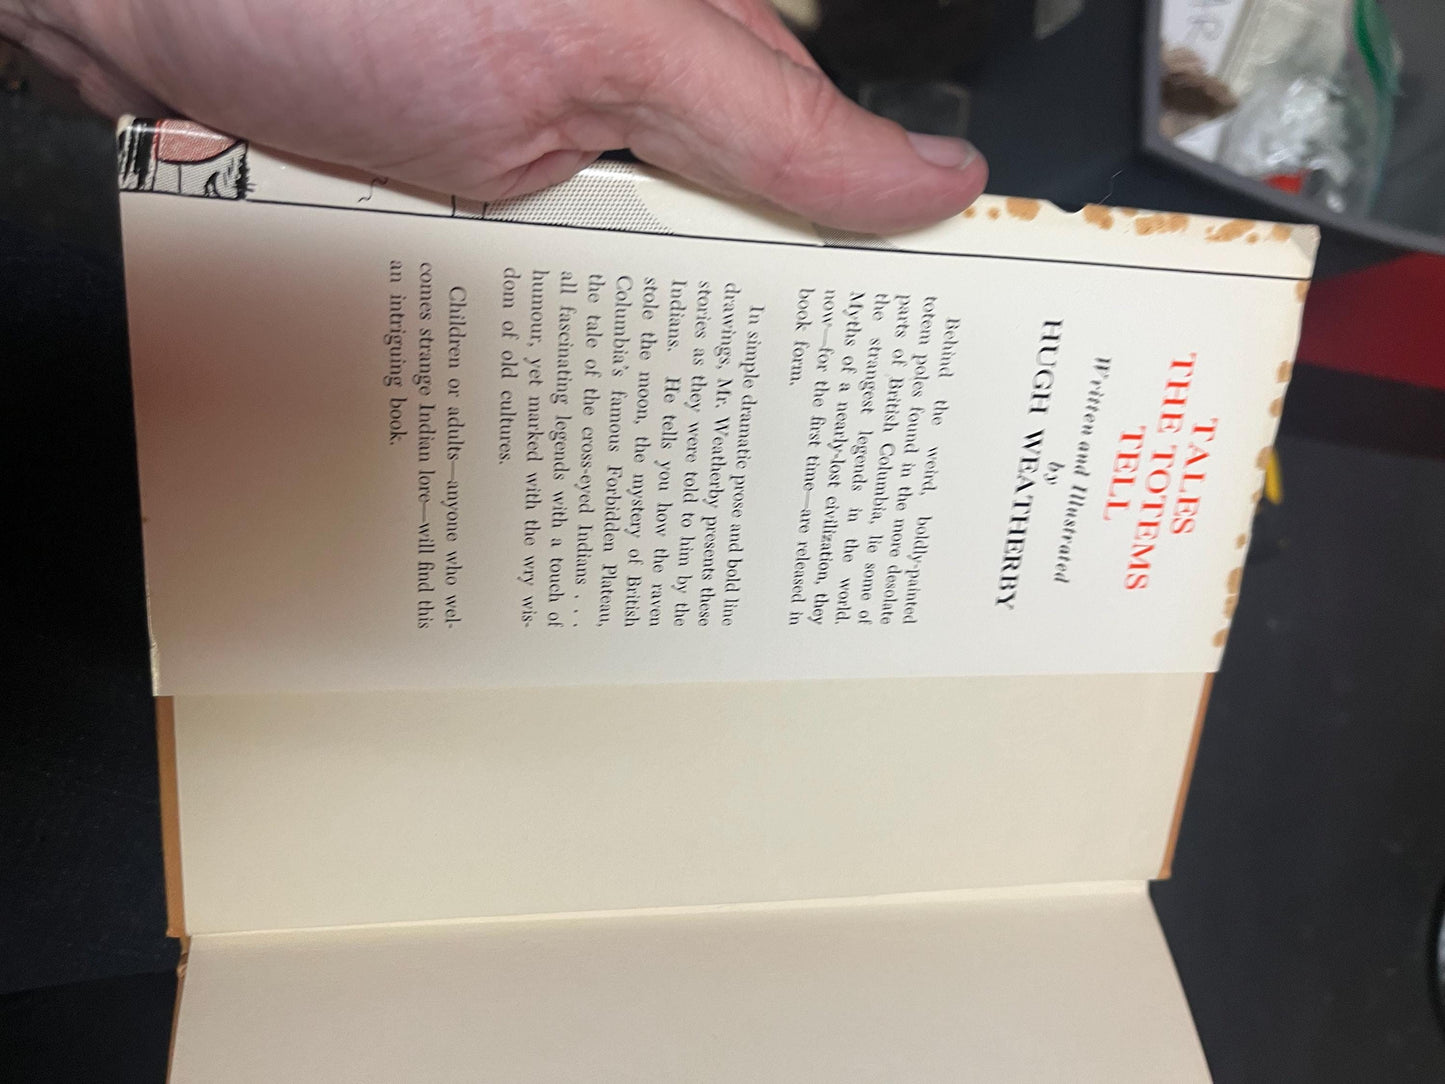 TALES
THE TOTEMS
TELL
Written and Illustrated
by
HUGH WEATHERBY
Behind the weird, boldly-painted
totem poles found in the more desolate
parts of British Columbia, lie some of
the strangest legends in the world.
Myths of a nearly-lost civilization, they
now—for the first time—are released in
book form.
In simple dramatic prose and bold line
drawings, Mr. Weatherby presents these
stories as they were told to him by the
Indians. He tells you how the raven
stole the moon, the mystery of British
Columbia's famous Forbidden Plateau,
the tale of the cross-eyed Indians . . .
all fascinating legends with a touch of
humour, yet marked with the wry wis-
dom of old cultures.
Children or adults—anyone who wel-
comes strange Indian lore—will find this
an intriguing book.